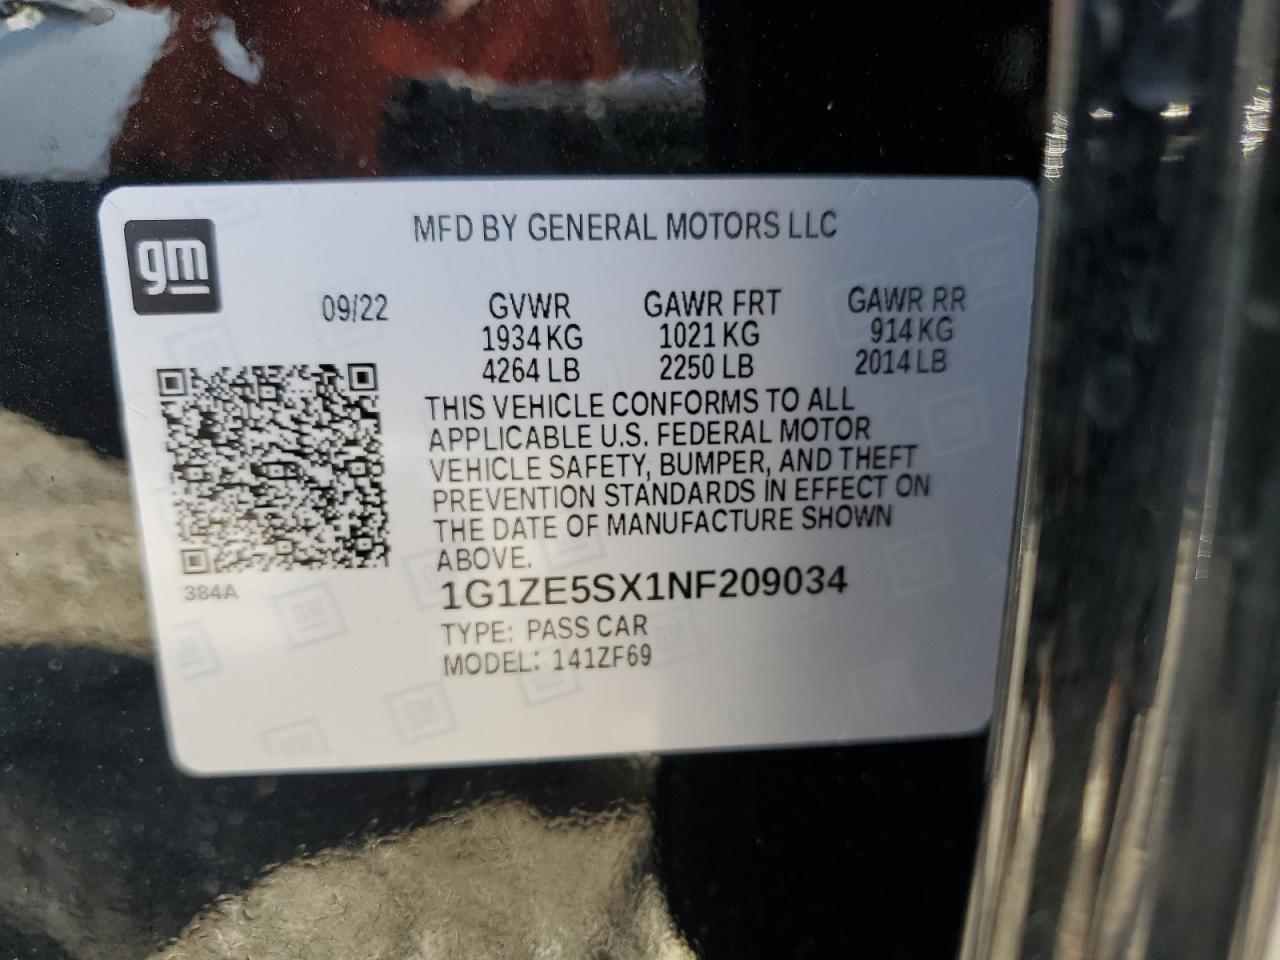 MFD BY GENERAL MOTORS LLC
gm
09/22 GVWR GAWR FRT GAWR RR
1934 KG 1021 KG 914 KG
4264 LB 2250 LB 2014 LB
THIS VEHICLE CONFORMS TO ALL
APPLICABLE U.S. FEDERAL MOTOR
VEHICLE SAFETY, BUMPER, AND THEFT
PREVENTION STANDARDS IN EFFECT ON
THE DATE OF MANUFACTURE SHOWN
ABOVE.
384A
1G1ZE5SX1NF209034
TYPE: PASS CAR
MODEL: 141ZF69